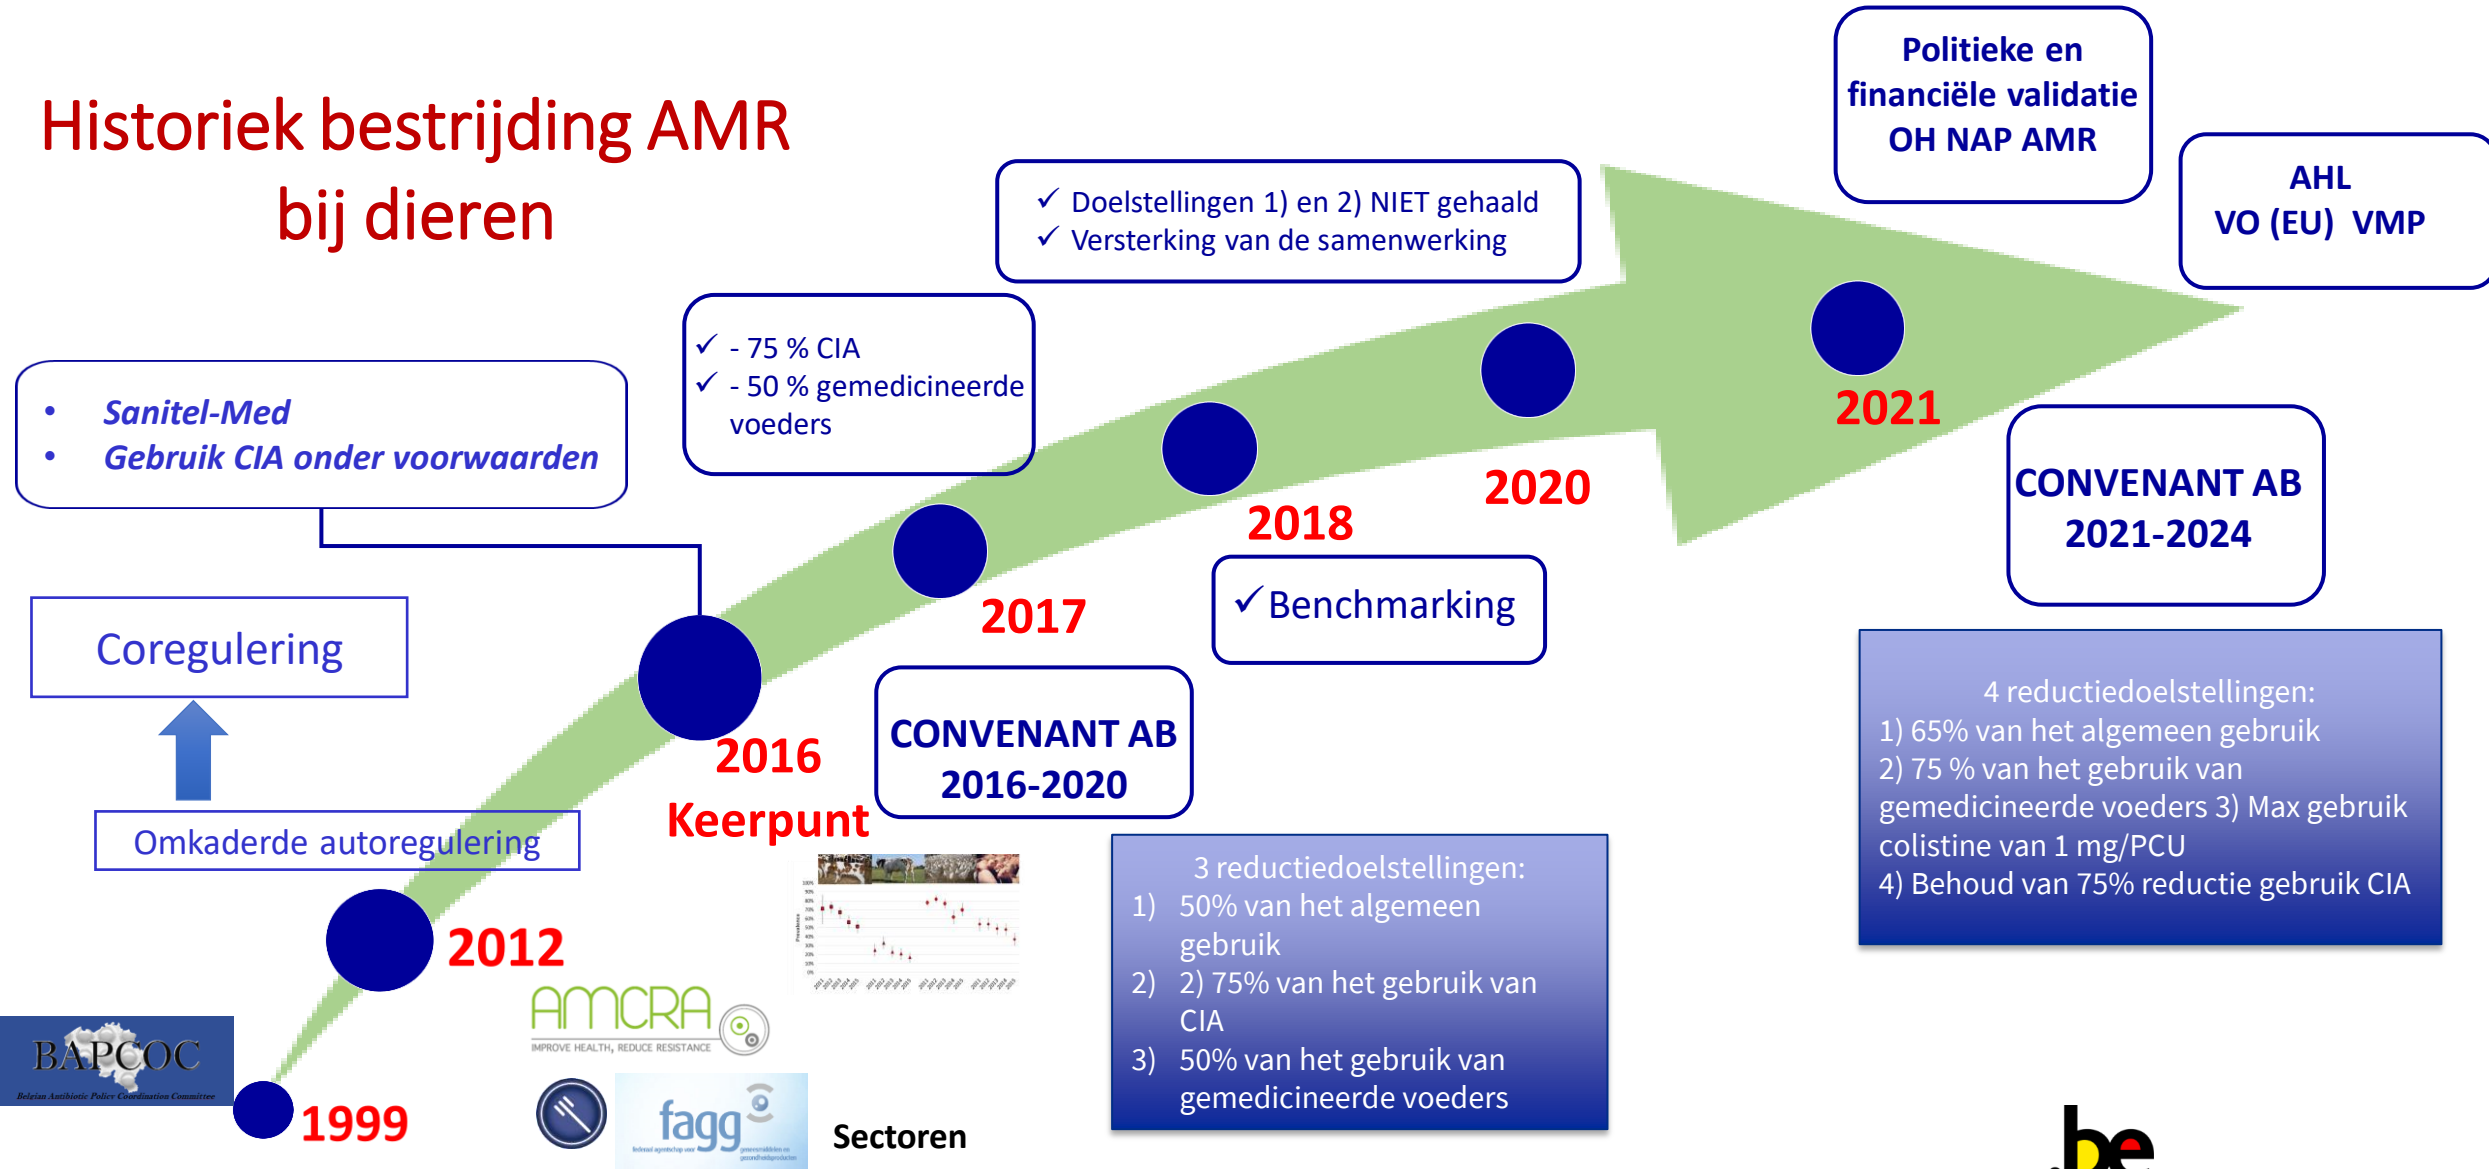 Historiek bestrijding AMR
bij dieren
Politieke en
financiële validatie
OH NAP AMR
AHL
VO (EU) VMP
✓ Doelstellingen 1) en 2) NIET gehaald
✓ Versterking van de samenwerking
✓ - 75 % CIA
✓ - 50 % gemedicineerde
voeders
• Sanitel-Med
• Gebruik CIA onder voorwaarden
2021
2020
2018
2017
2016
Keerpunt
2012
1999
CONVENANT AB
2021-2024
✓ Benchmarking
Coregulering
Omkaderde autoregulering
CONVENANT AB
2016-2020
4 reductiedoelstellingen:
1) 65% van het algemeen gebruik
2) 75 % van het gebruik van
gemedicineerde voeders 3) Max gebruik
colistine van 1 mg/PCU
4) Behoud van 75% reductie gebruik CIA
3 reductiedoelstellingen:
1) 50% van het algemeen
gebruik
2) 2) 75% van het gebruik van
CIA
3) 50% van het gebruik van
gemedicineerde voeders
BAPCOC
Belgian Antibiotic Policy Coordination Committee
AMCRA
IMPROVE HEALTH, REDUCE RESISTANCE
fagg
Sectoren
.be